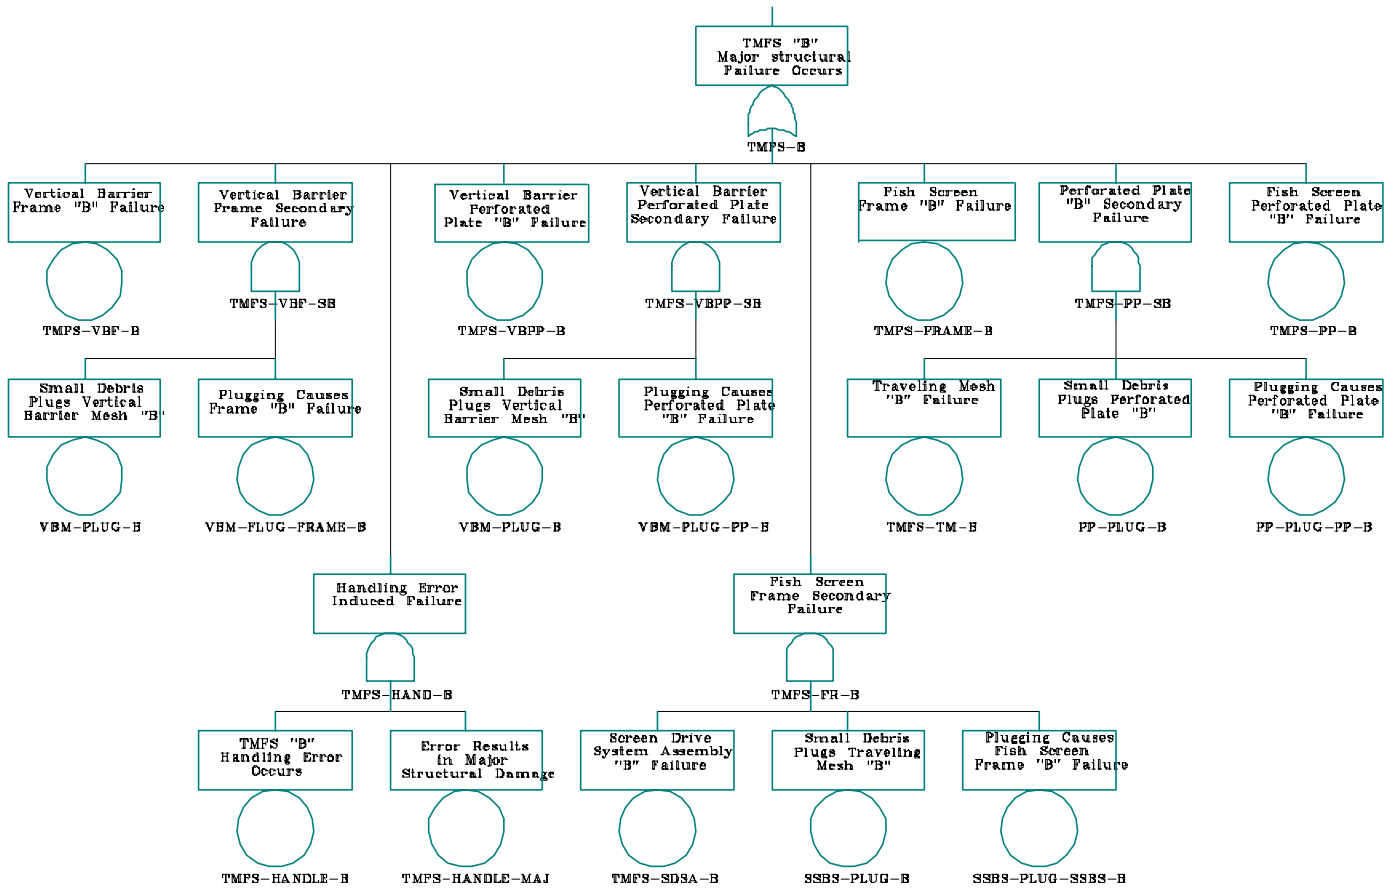 TMFS "B"
Major structural
Failure Occurs
TMFS-B
Vertical Barrier
Frame "B" Failure
TMFS-VBF-B
Vertical Barrier
Frame Secondary
Failure
TMFS-VBF-SB
Vertical Barrier
Perforated
Plate "B" Failure
TMFS-VBPP-B
Vertical Barrier
Perforated Plate
Secondary Failure
TMFS-VBPP-SB
Fish Screen
Frame "B" Failure
TMFS-FRAME-B
Perforated Plate
"B" Secondary
Failure
TMFS-PP-SB
Fish Screen
Perforated Plate
"B" Failure
TMFS-PP-B
Small Debris
Plugs Vertical
Barrier Mesh "B"
VBM-PLUG-B
Plugging Causes
Frame "B" Failure
VBM-PLUG-FRAME-B
Small Debris
Plugs Vertical
Barrier Mesh "B"
VBM-PLUG-B
Plugging Causes
Perforated Plate
"B" Failure
VBM-PLUG-PP-B
Traveling Mesh
"B" Failure
TMFS-TM-B
Small Debris
Plugs Perforated
Plate "B"
PP-PLUG-B
Plugging Causes
Perforated Plate
"B" Failure
PP-PLUG-PP-B
Handling Error
Induced Failure
TMFS-HAND-B
Fish Screen
Frame Secondary
Failure
TMFS-FR-B
TMFS "B"
Handling Error
Occurs
TMFS-HANDLE-B
Error Results
in Major
Structural Damage
TMFS-HANDLE-MAJ
Screen Drive
System Assembly
"B" Failure
TMFS-SDSA-B
Small Debris
Plugs Traveling
Mesh "B"
SSBS-PLUG-B
Plugging Causes
Fish Screen
Frame "B" Failure
SSBS-PLUG-SSBS-B